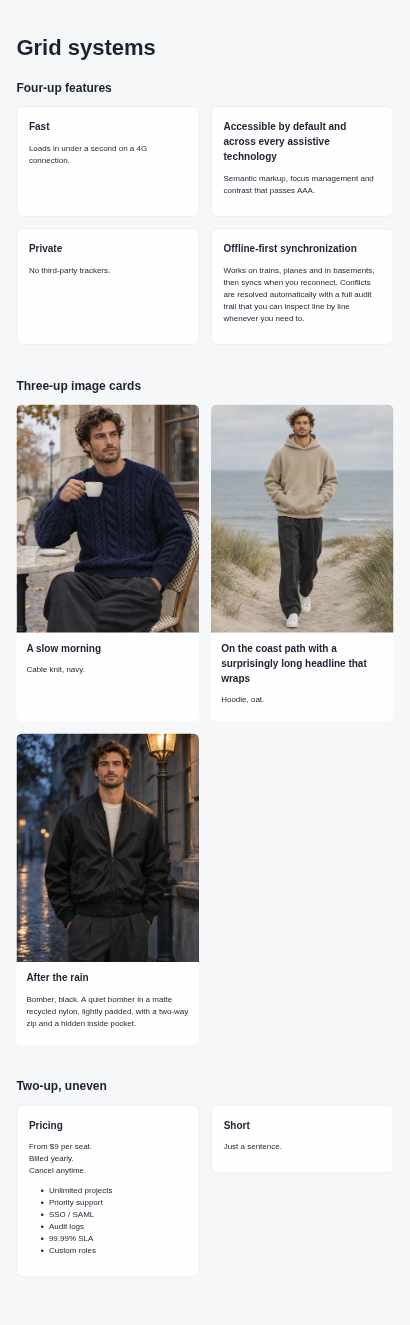 Grid systems
Four-up features
Fast
Loads in under a second on a 4G
connection.
Accessible by default and
across every assistive
technology
Semantic markup, focus management and
contrast that passes AAA.
Private
No third-party trackers.
Offline-first synchronization
Works on trains, planes and in basements,
then syncs when you reconnect. Conflicts
are resolved automatically with a full audit
trail that you can inspect line by line
whenever you need to.
Three-up image cards
A slow morning
Cable knit, navy.
On the coast path with a
surprisingly long headline that
wraps
Hoodie, oat.
After the rain
Bomber, black. A quiet bomber in a matte
recycled nylon, lightly padded, with a two-way
zip and a hidden inside pocket.
Two-up, uneven
Pricing
From $9 per seat.
Billed yearly.
Cancel anytime.
• Unlimited projects
• Priority support
• SSO / SAML
• Audit logs
• 99.99% SLA
• Custom roles
Short
Just a sentence.